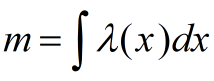 m = ∫ λ(x)dx